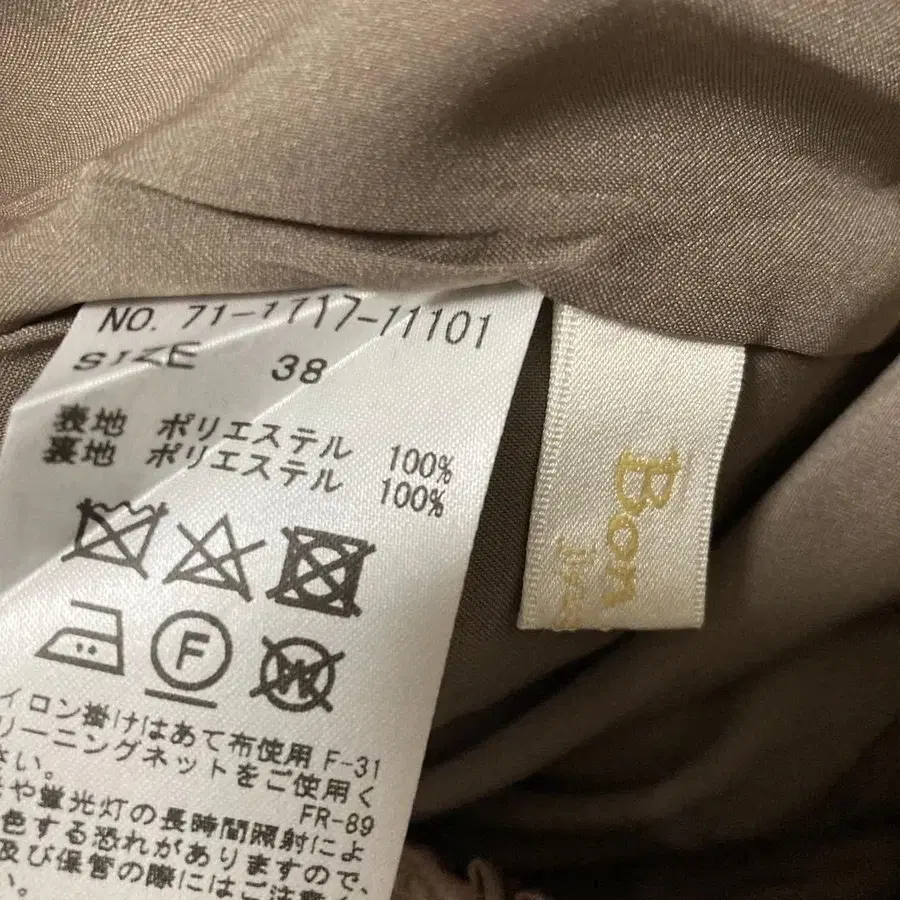 NO. 71-1717-11101
SIZE 38
表地 ポリエステル 100%
裏地 ポリエステル 100%
F
W
イロン掛けはあて布使用 F-31
リーニングネットをご使用く
さい。
FR-89
や蛍光灯の長時間照射によ
色する恐れがありますので、
及び保管の際にはご注意
い。
Bon